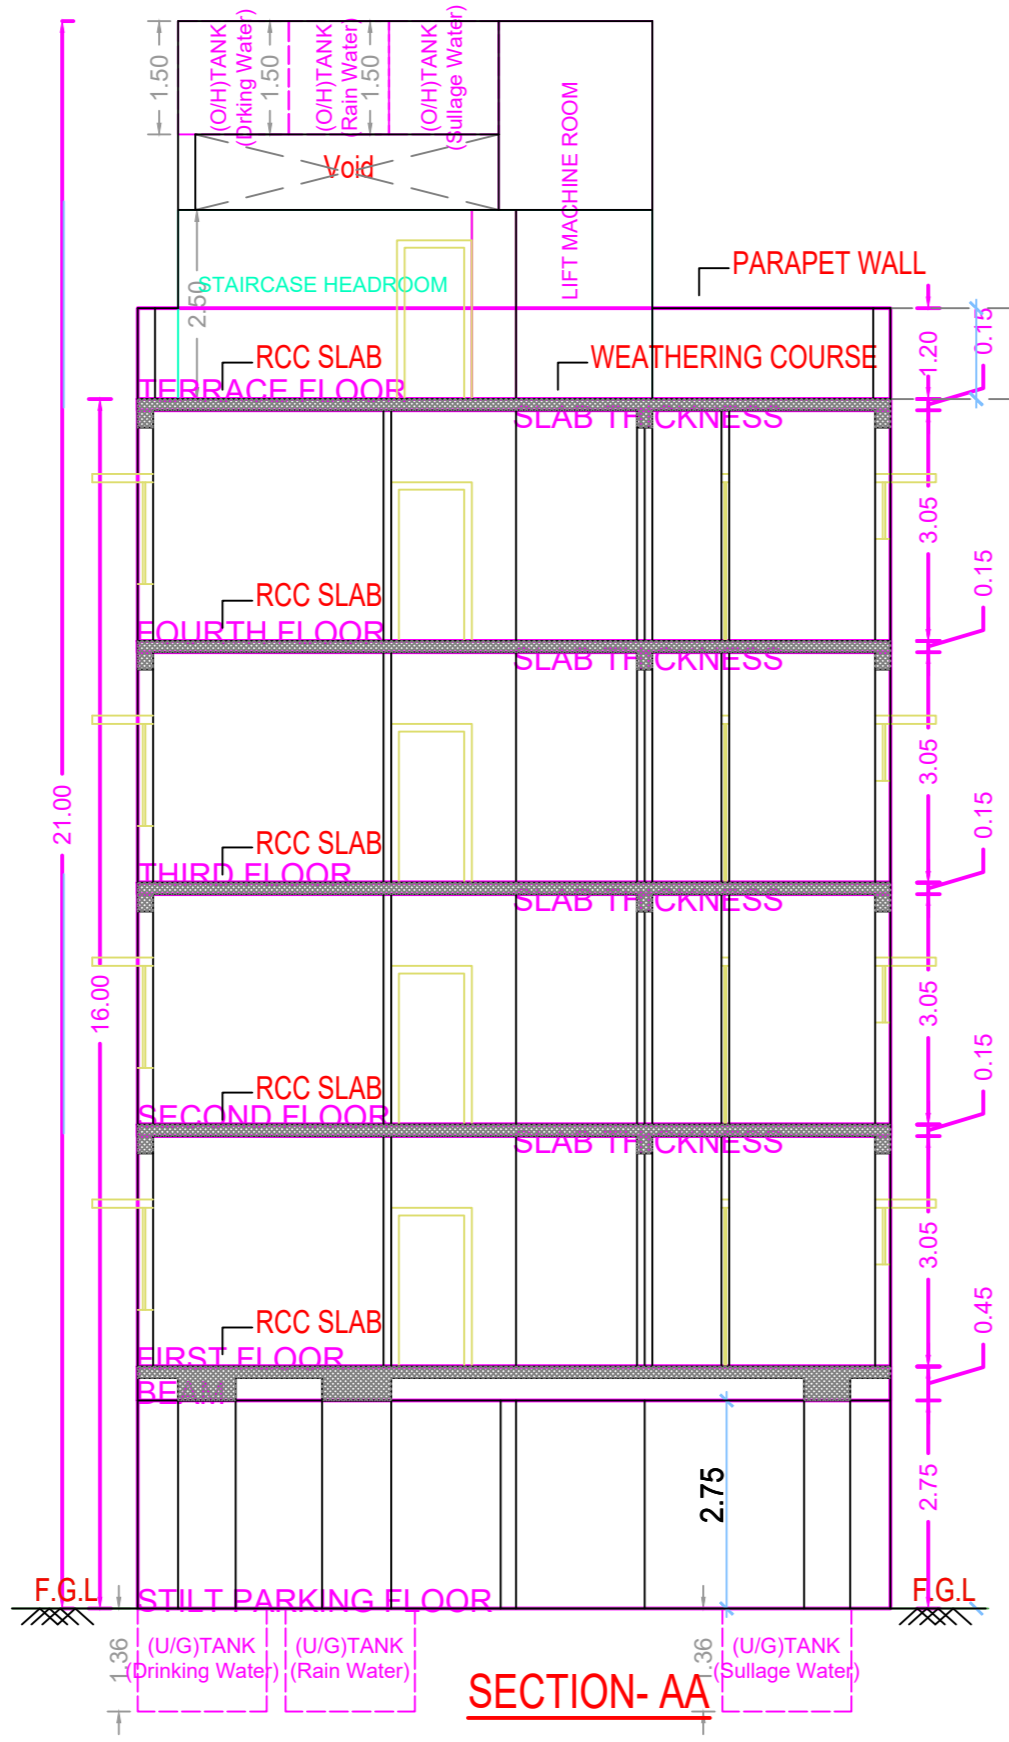 (O/H)TANK
(Drking Water)
(O/H)TANK
(Rain Water)
(O/H)TANK
(Sullage Water)
1.50
1.50
1.50
Void
LIFT MACHINE ROOM
PARAPET WALL
STAIRCASE HEADROOM
2.50
RCC SLAB
WEATHERING COURSE
1.20
0.15
TERRACE FLOOR
SLAB THICKNESS
3.05
RCC SLAB
0.15
FOURTH FLOOR
SLAB THICKNESS
3.05
21.00
RCC SLAB
0.15
THIRD FLOOR
SLAB THICKNESS
16.00
3.05
RCC SLAB
0.15
SECOND FLOOR
SLAB THICKNESS
3.05
RCC SLAB
0.45
FIRST FLOOR
BEAM
2.75
2.75
F.G.L
STILT PARKING FLOOR
F.G.L
1.36
(U/G)TANK
(Drinking Water)
(U/G)TANK
(Rain Water)
1.36
(U/G)TANK
(Sullage Water)
SECTION- AA